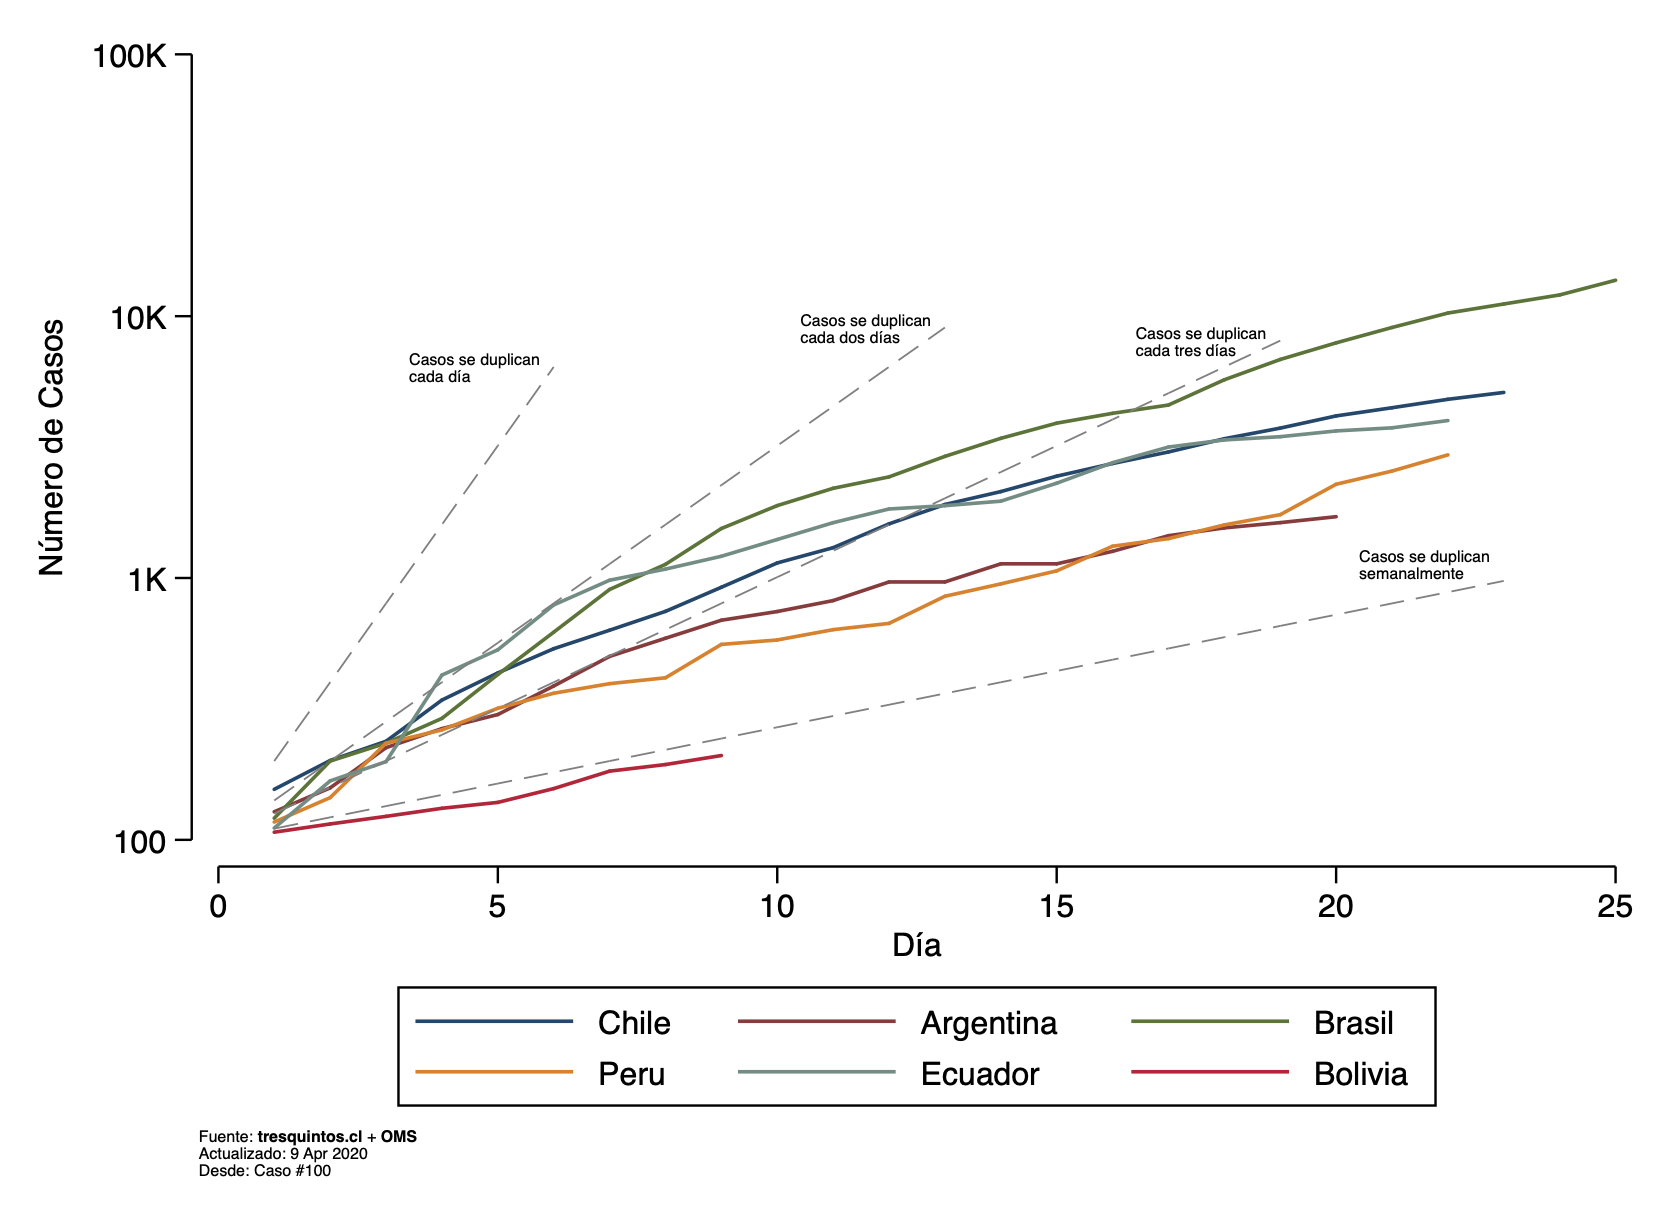 100K
10K
1K
100
Número de Casos
Casos se duplican
cada día
Casos se duplican
cada dos días
Casos se duplican
cada tres días
Casos se duplican
semanalmente
0 5 10 15 20 25
Día
Chile Argentina Brasil
Peru Ecuador Bolivia
Fuente: tresquintos.cl + OMS
Actualizado: 9 Apr 2020
Desde: Caso #100